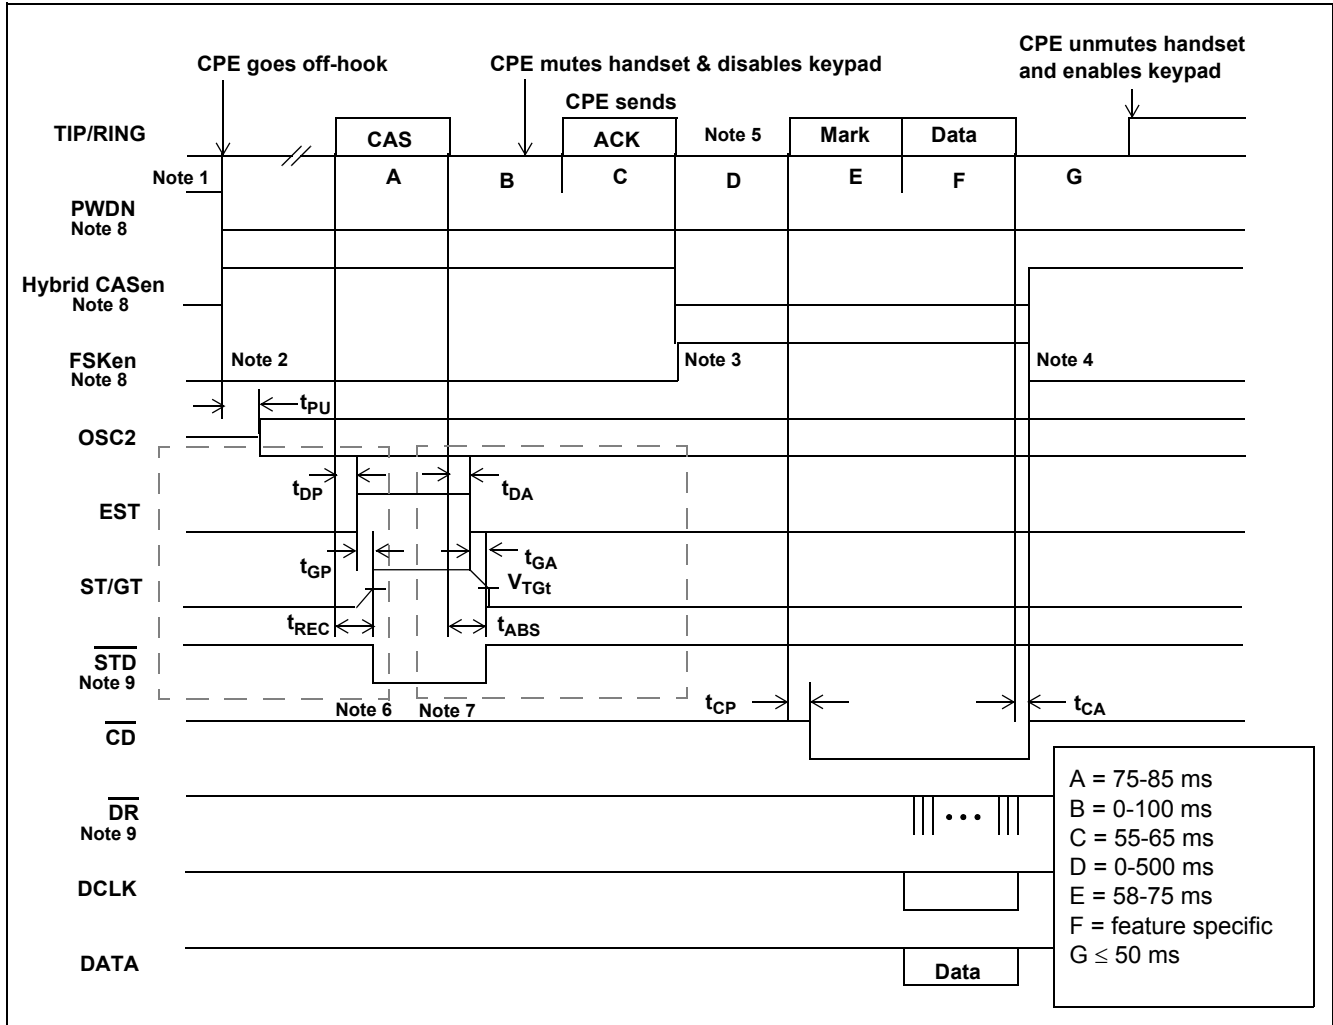 CPE unmutes handset
and enables keypad
CPE goes off-hook
CPE mutes handset & disables keypad
CPE sends
TIP/RING
CAS
ACK
Note 5
Mark
Data
Note 1
A
B
C
D
E
F
G
PWDN
Note 8
Hybrid CASen
Note 8
FSKen
Note 8
Note 2
Note 3
Note 4
tPU
OSC2
tDP
tDA
EST
tGP
tGA
ST/GT
VTGt
tREC
tABS
STD
Note 9
Note 6
Note 7
tCP
tCA
CD
DR
Note 9
DCLK
DATA
Data
A = 75-85 ms
B = 0-100 ms
C = 55-65 ms
D = 0-500 ms
E = 58-75 ms
F = feature specific
G ≤ 50 ms